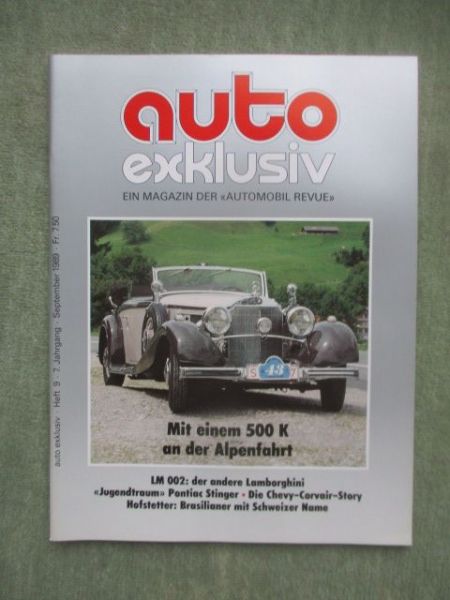 auto
exklusiv
EIN MAGAZIN DER «AUTOMOBIL REVUE»
auto exklusiv · Heft 9 · 7. Jahrgang · September 1989 · Fr. 7.50
S 43
Mit einem 500 K
an der Alpenfahrt
LM 002: der andere Lamborghini
«Jugendtraum» Pontiac Stinger • Die Chevy-Corvair-Story
Hofstetter: Brasilianer mit Schweizer Name